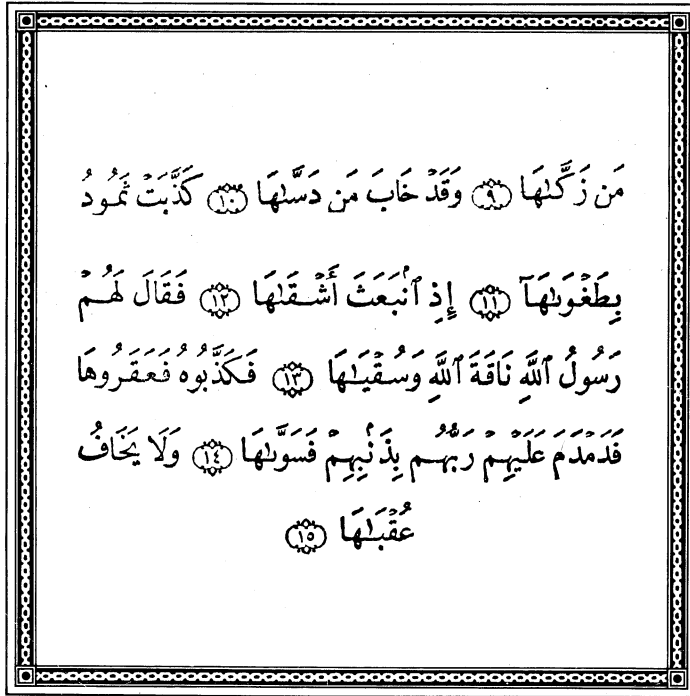 مَن زَكَّىٰهَا ﴿٩﴾ وَقَدْ خَابَ مَن دَسَّىٰهَا ﴿١٠﴾ كَذَّبَتْ ثَمُودُ
بِطَغْوَىٰهَآ ﴿١١﴾ إِذِ ٱنۢبَعَثَ أَشْقَىٰهَا ﴿١٢﴾ فَقَالَ لَهُمْ
رَسُولُ ٱللَّهِ نَاقَةَ ٱللَّهِ وَسُقْيَـٰهَا ﴿١٣﴾ فَكَذَّبُوهُ فَعَقَرُوهَا
فَدَمْدَمَ عَلَيْهِمْ رَبُّهُم بِذَنۢبِهِمْ فَسَوَّىٰهَا ﴿١٤﴾ وَلَا يَخَافُ
عُقْبَـٰهَا ﴿١٥﴾